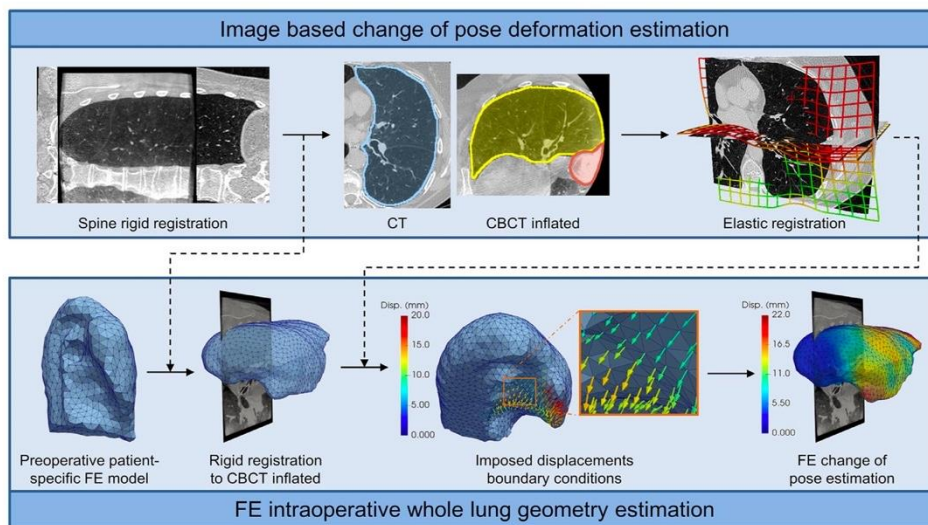 Image based change of pose deformation estimation
Spine rigid registration
CT
CBCT inflated
Elastic registration
Disp. (mm)
20.0
15.0
10.0
5.00
0.000
Disp. (mm)
22.0
16.5
11.0
5.50
0.000
Preoperative patient-
specific FE model
Rigid registration
to CBCT inflated
Imposed displacements
boundary conditions
FE change of
pose estimation
FE intraoperative whole lung geometry estimation